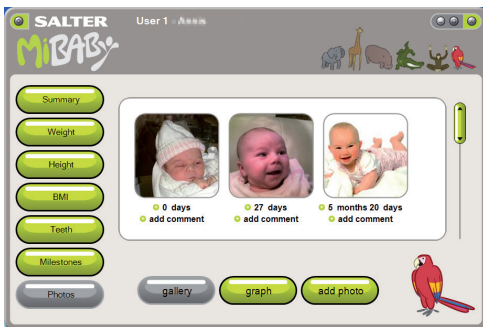 SALTER
User 1 -
MiBABy
Summary
Weight
Height
BMI
Teeth
Milestones
Photos
0 days
add comment
27 days
add comment
5 months 20 days
add comment
gallery
graph
add photo